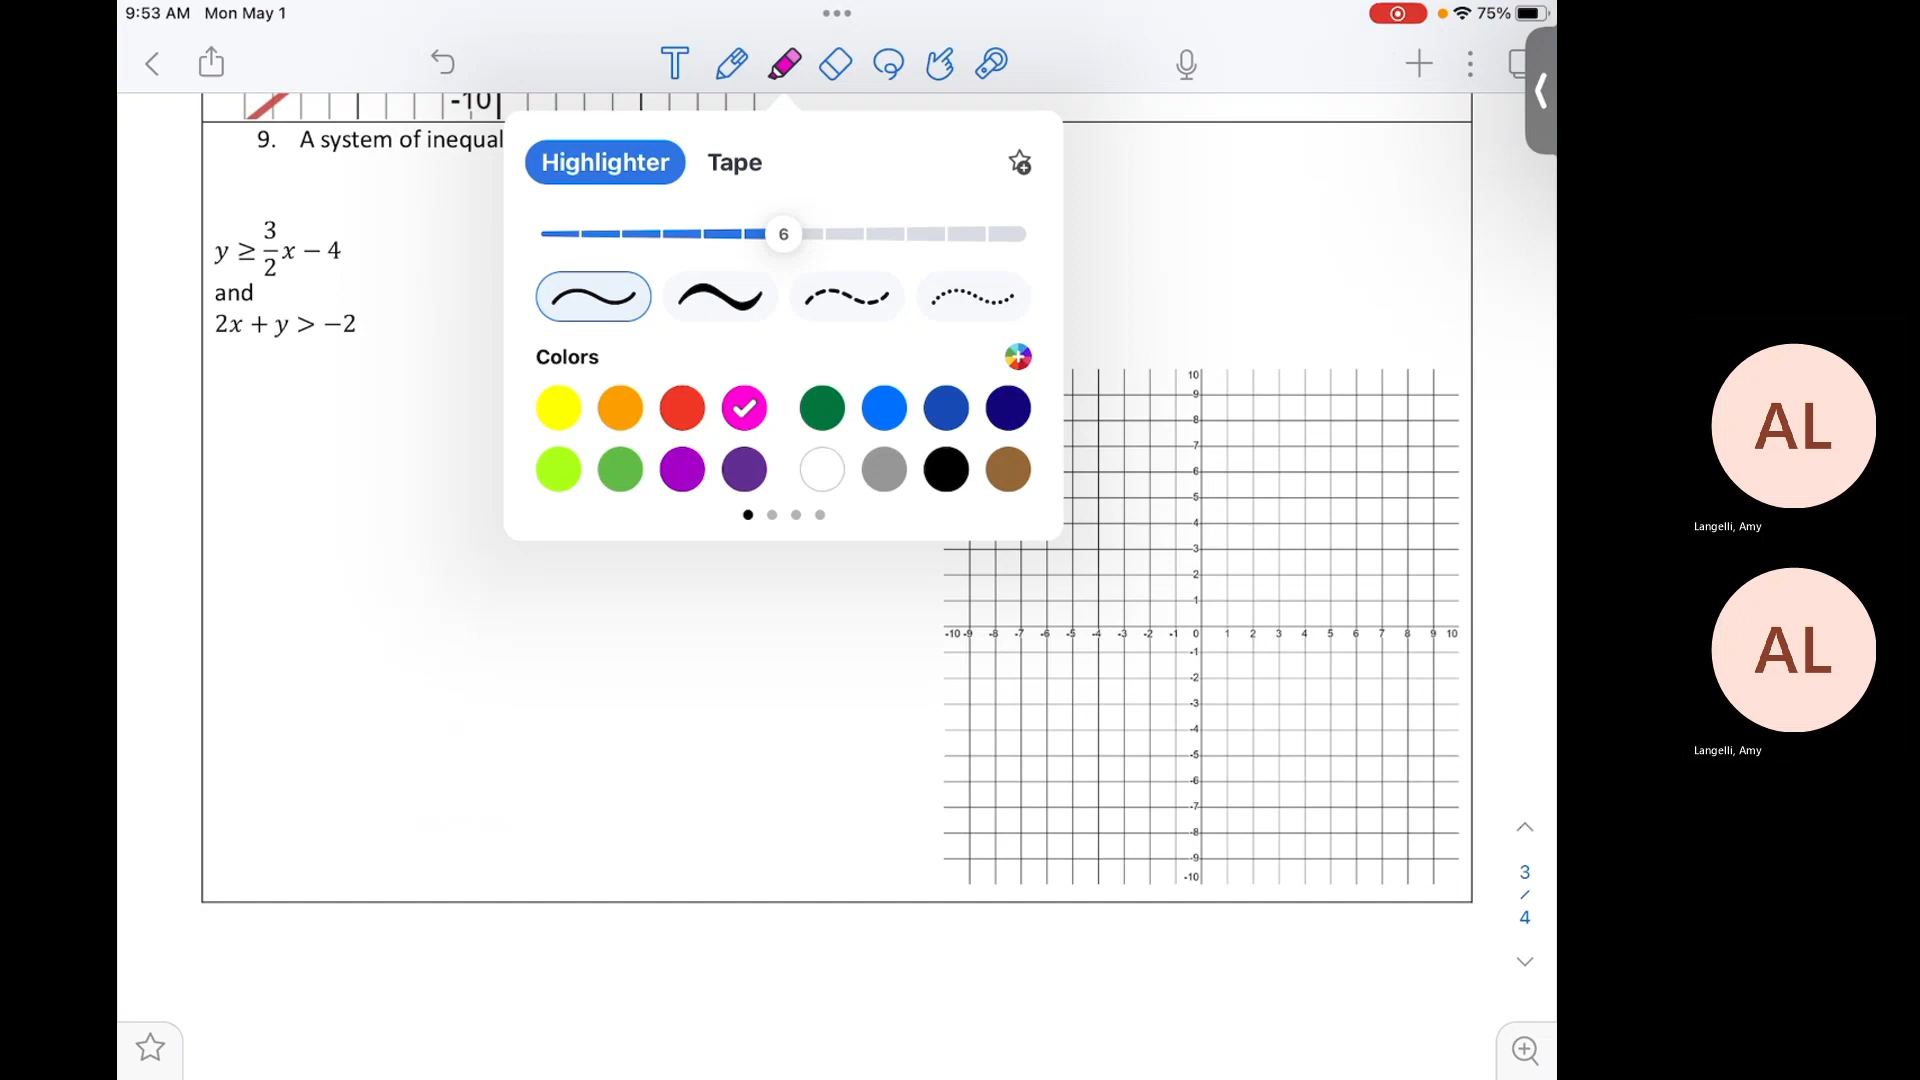 9:53 AM Mon May 1
75%
-10
9. A system of inequal
y ≥ 3/2 x − 4
and
2x + y > −2
Highlighter Tape
6
Colors
10
9
8
7
6
5
4
3
2
1
-10 -9 -8 -7 -6 -5 -4 -3 -2 -1 0 1 2 3 4 5 6 7 8 9 10
-1
-2
-3
-4
-5
-6
-7
-8
-9
-10
3
/
4
AL
Langelli, Amy
AL
Langelli, Amy